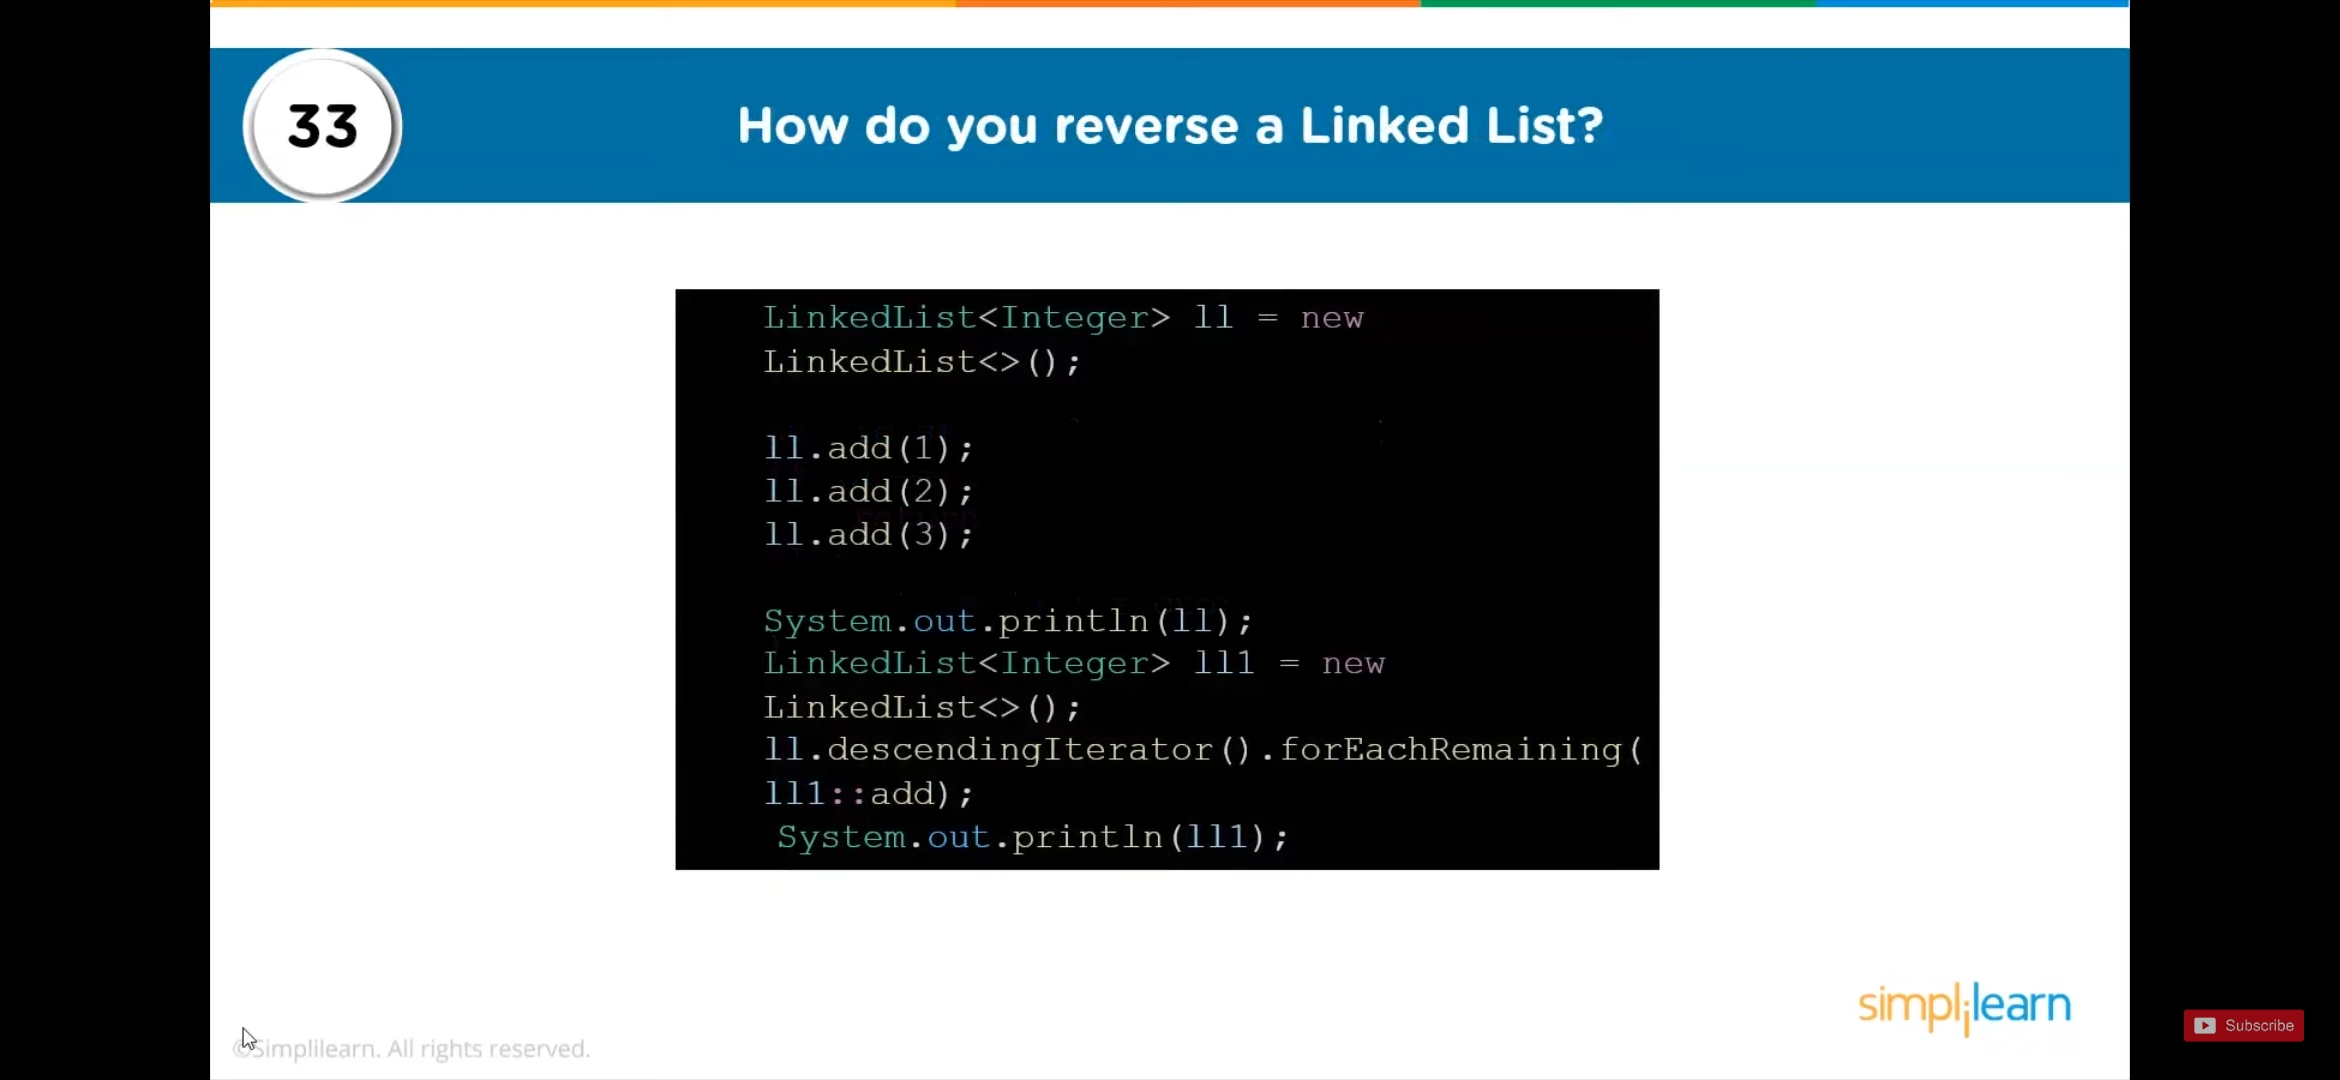 33
How do you reverse a Linked List?
LinkedList<Integer> ll = new
LinkedList<>();
ll.add(1);
ll.add(2);
ll.add(3);
System.out.println(ll);
LinkedList<Integer> ll1 = new
LinkedList<>();
ll.descendingIterator().forEachRemaining(
ll1::add);
System.out.println(ll1);
simplilearn
Subscribe
©Simplilearn. All rights reserved.